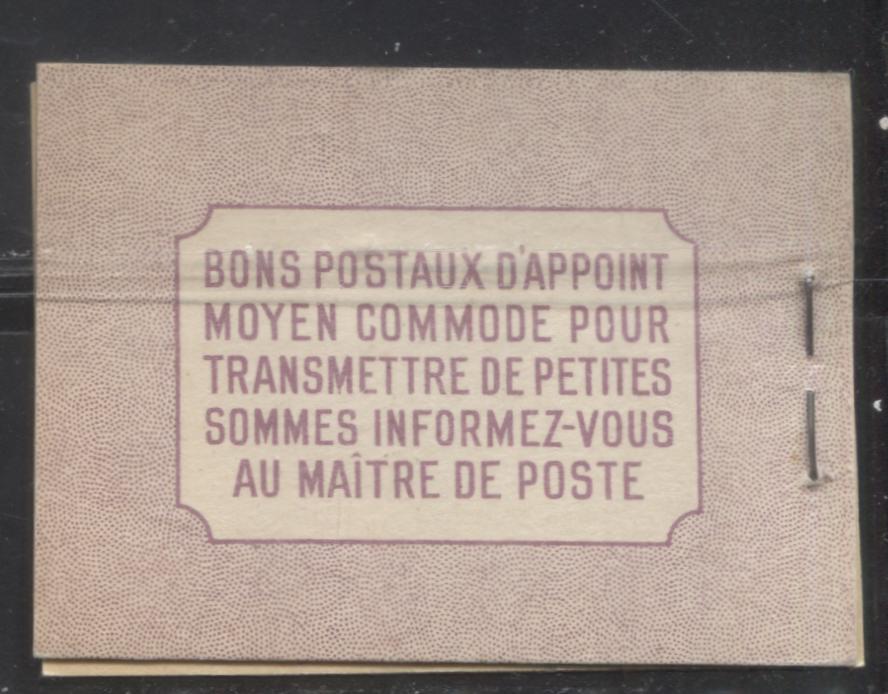 BONS POSTAUX D'APPOINT
MOYEN COMMODE POUR
TRANSMETTRE DE PETITES
SOMMES INFORMEZ-VOUS
AU MAÎTRE DE POSTE